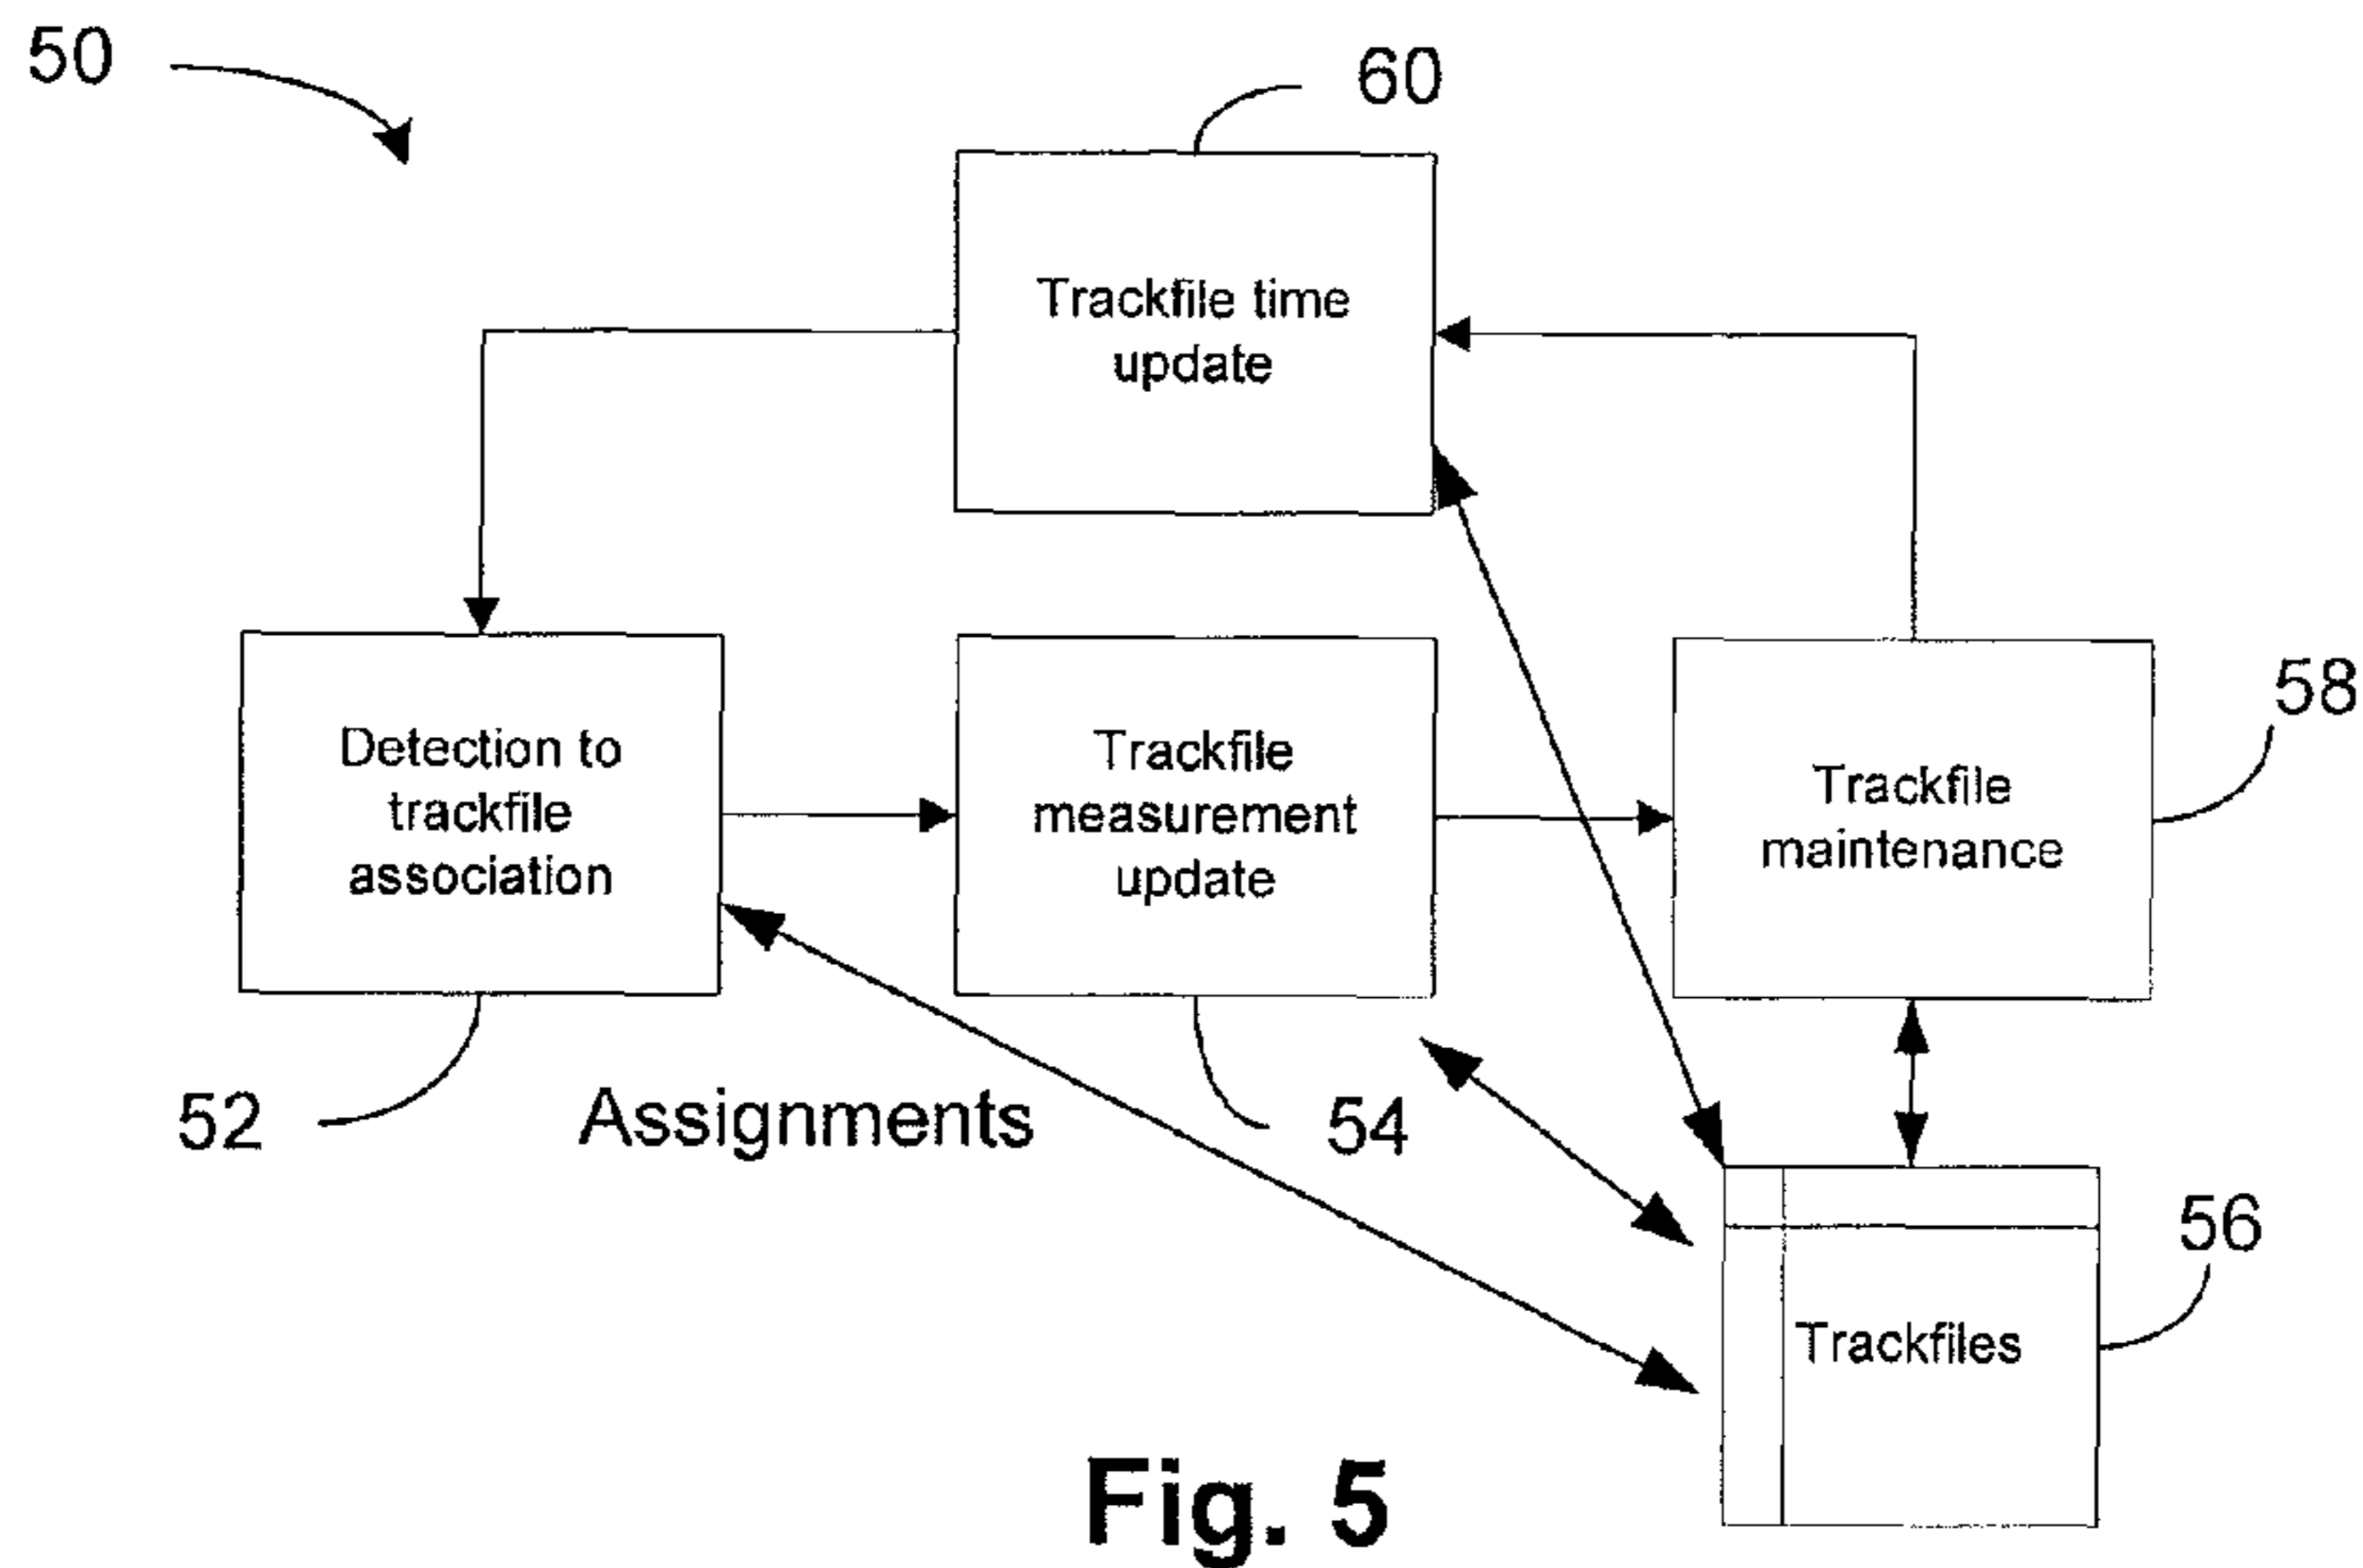 50
60
Trackfile time
update
58
Detection to
trackfile
association
Trackfile
measurement
update
Trackfile
maintenance
52
Assignments
54
56
Trackfiles
Fig. 5